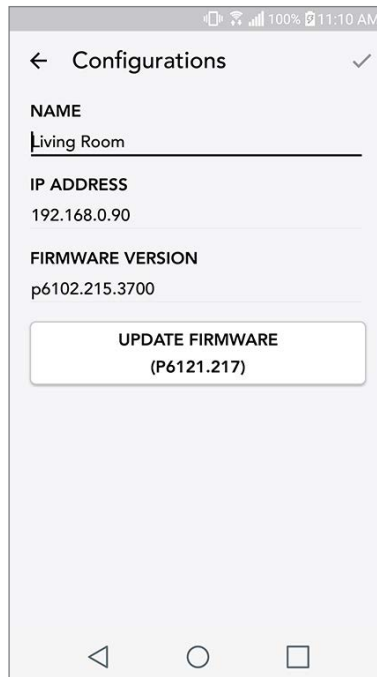 100% 11:10 AM
Configurations
NAME
Living Room
IP ADDRESS
192.168.0.90
FIRMWARE VERSION
p6102.215.3700
UPDATE FIRMWARE
(P6121.217)